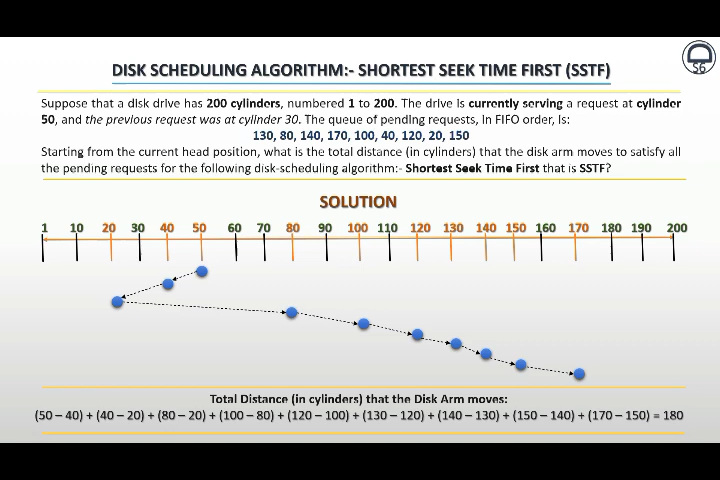 S6
DISK SCHEDULING ALGORITHM:- SHORTEST SEEK TIME FIRST (SSTF)
Suppose that a disk drive has 200 cylinders, numbered 1 to 200. The drive is currently serving a request at cylinder
50, and the previous request was at cylinder 30. The queue of pending requests, in FIFO order, is:
130, 80, 140, 170, 100, 40, 120, 20, 150
Starting from the current head position, what is the total distance (in cylinders) that the disk arm moves to satisfy all
the pending requests for the following disk-scheduling algorithm:- Shortest Seek Time First that is SSTF?
SOLUTION
1 10 20 30 40 50 60 70 80 90 100 110 120 130 140 150 160 170 180 190 200
Total Distance (in cylinders) that the Disk Arm moves:
(50 – 40) + (40 – 20) + (80 – 20) + (100 – 80) + (120 – 100) + (130 – 120) + (140 – 130) + (150 – 140) + (170 – 150) = 180